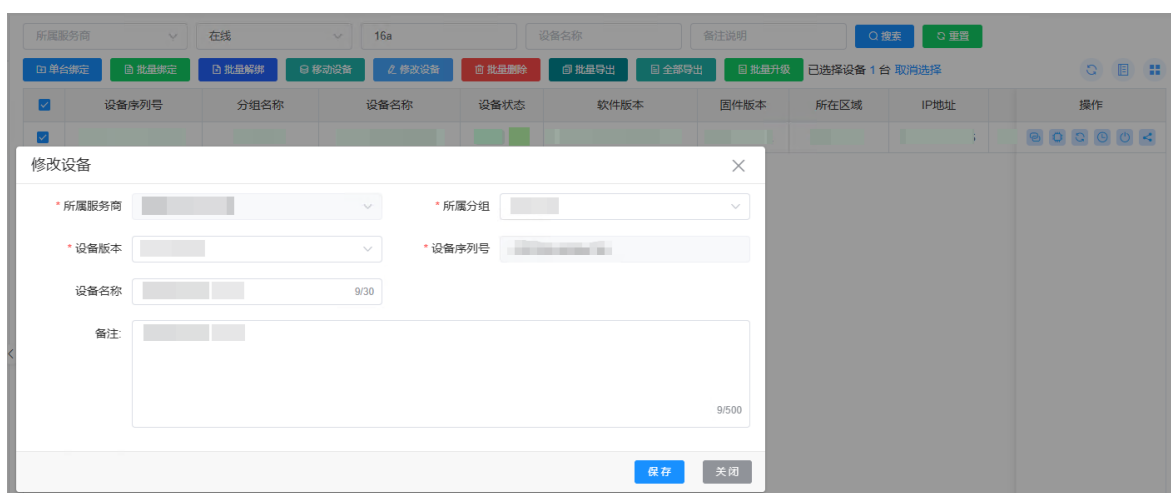 所属服务商 在线 16a 设备名称 备注说明 搜索 重置
单台绑定 批量绑定 批量解绑 移动设备 修改设备 批量删除 批量导出 全部导出 批量升级 已选择设备 1 台 取消选择
设备序列号 分组名称 设备名称 设备状态 软件版本 固件版本 所在区域 IP地址 操作
修改设备
* 所属服务商 * 所属分组
* 设备版本 * 设备序列号
设备名称 9/30
备注:
9/500
保存 关闭